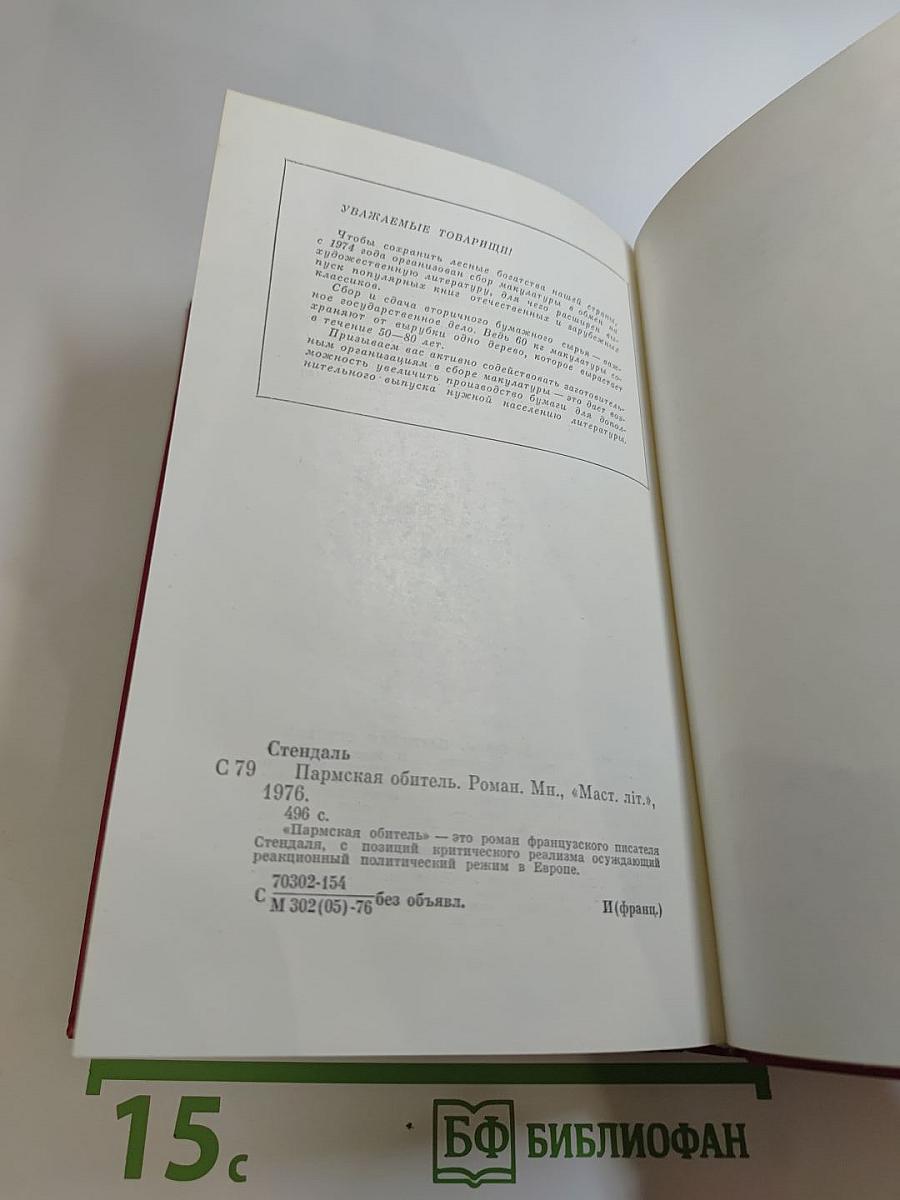 УВАЖАЕМЫЕ ТОВАРИЩИ!
Чтобы сохранить лесные богатства нашей страны,
с 1974 года организован сбор макулатуры в обмен на
художественную литературу, для чего расширен вы-
пуск популярных книг отечественных и зарубежных
классиков.
Сбор и сдача вторичного бумажного сырья — важ-
ное государственное дело. Ведь 60 кг макулатуры со-
храняют от вырубки одно дерево, которое вырастает
в течение 50—80 лет.
Призываем вас активно содействовать заготовитель-
ным организациям в сборе макулатуры — это дает воз-
можность увеличить производство бумаги для допол-
нительного выпуска нужной населению литературы.
Стендаль
С 79 Пармская обитель. Роман. Мн., «Маст. літ.»,
1976.
496 с.
«Пармская обитель» — это роман французского писателя
Стендаля, с позиций критического реализма осуждающий
реакционный политический режим в Европе.
С 70302-154
М 302(05)-76 без объявл. И(франц.)
15 с
БФ БИБЛИОФАН